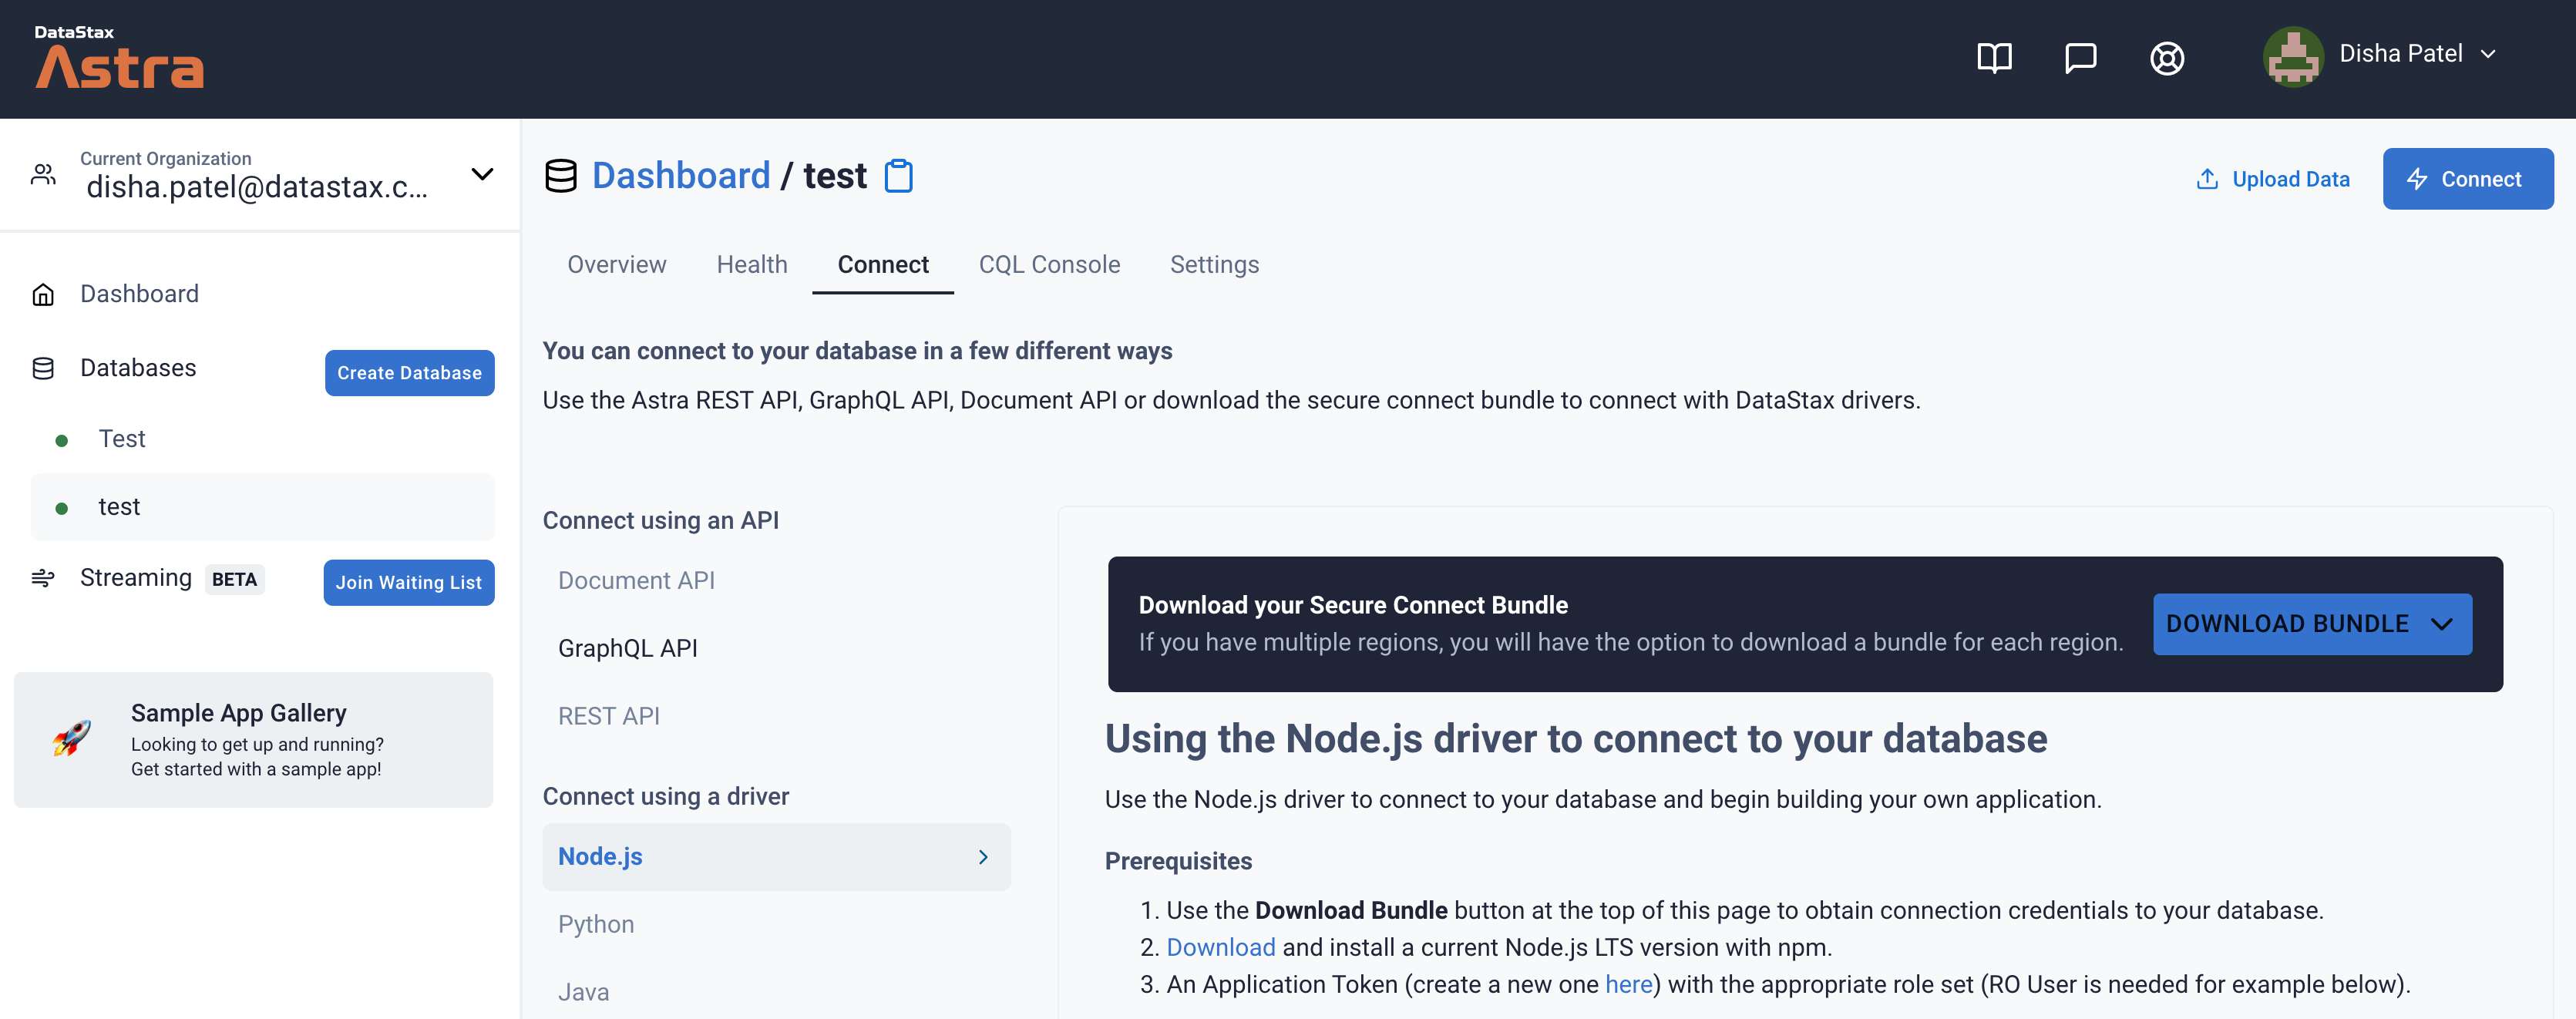 DataStax
Astra
Disha Patel
Current Organization
disha.patel@datastax.c...
Dashboard
Databases
Create Database
Test
test
Streaming BETA
Join Waiting List
Sample App Gallery
Looking to get up and running?
Get started with a sample app!
Dashboard / test
Upload Data
Connect
Overview Health Connect CQL Console Settings
You can connect to your database in a few different ways
Use the Astra REST API, GraphQL API, Document API or download the secure connect bundle to connect with DataStax drivers.
Connect using an API
Document API
GraphQL API
REST API
Connect using a driver
Node.js
Python
Java
Download your Secure Connect Bundle
If you have multiple regions, you will have the option to download a bundle for each region.
DOWNLOAD BUNDLE
Using the Node.js driver to connect to your database
Use the Node.js driver to connect to your database and begin building your own application.
Prerequisites
1. Use the Download Bundle button at the top of this page to obtain connection credentials to your database.
2. Download and install a current Node.js LTS version with npm.
3. An Application Token (create a new one here) with the appropriate role set (RO User is needed for example below).